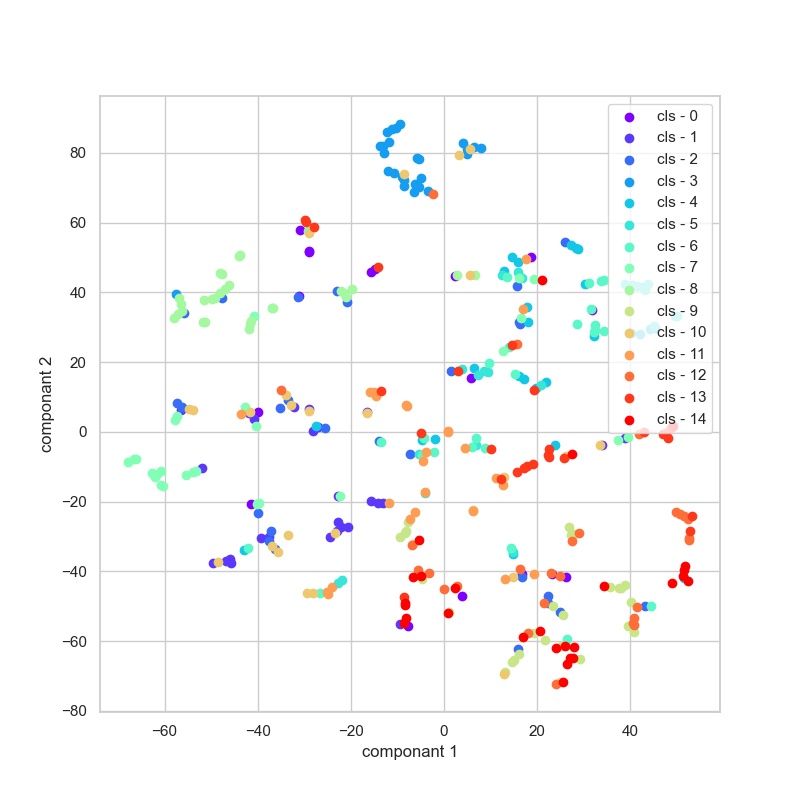 cls - 0
cls - 1
cls - 2
cls - 3
cls - 4
cls - 5
cls - 6
cls - 7
cls - 8
cls - 9
cls - 10
cls - 11
cls - 12
cls - 13
cls - 14
80
60
40
20
0
−20
−40
−60
−80
componant 2
−60 −40 −20 0 20 40
componant 1